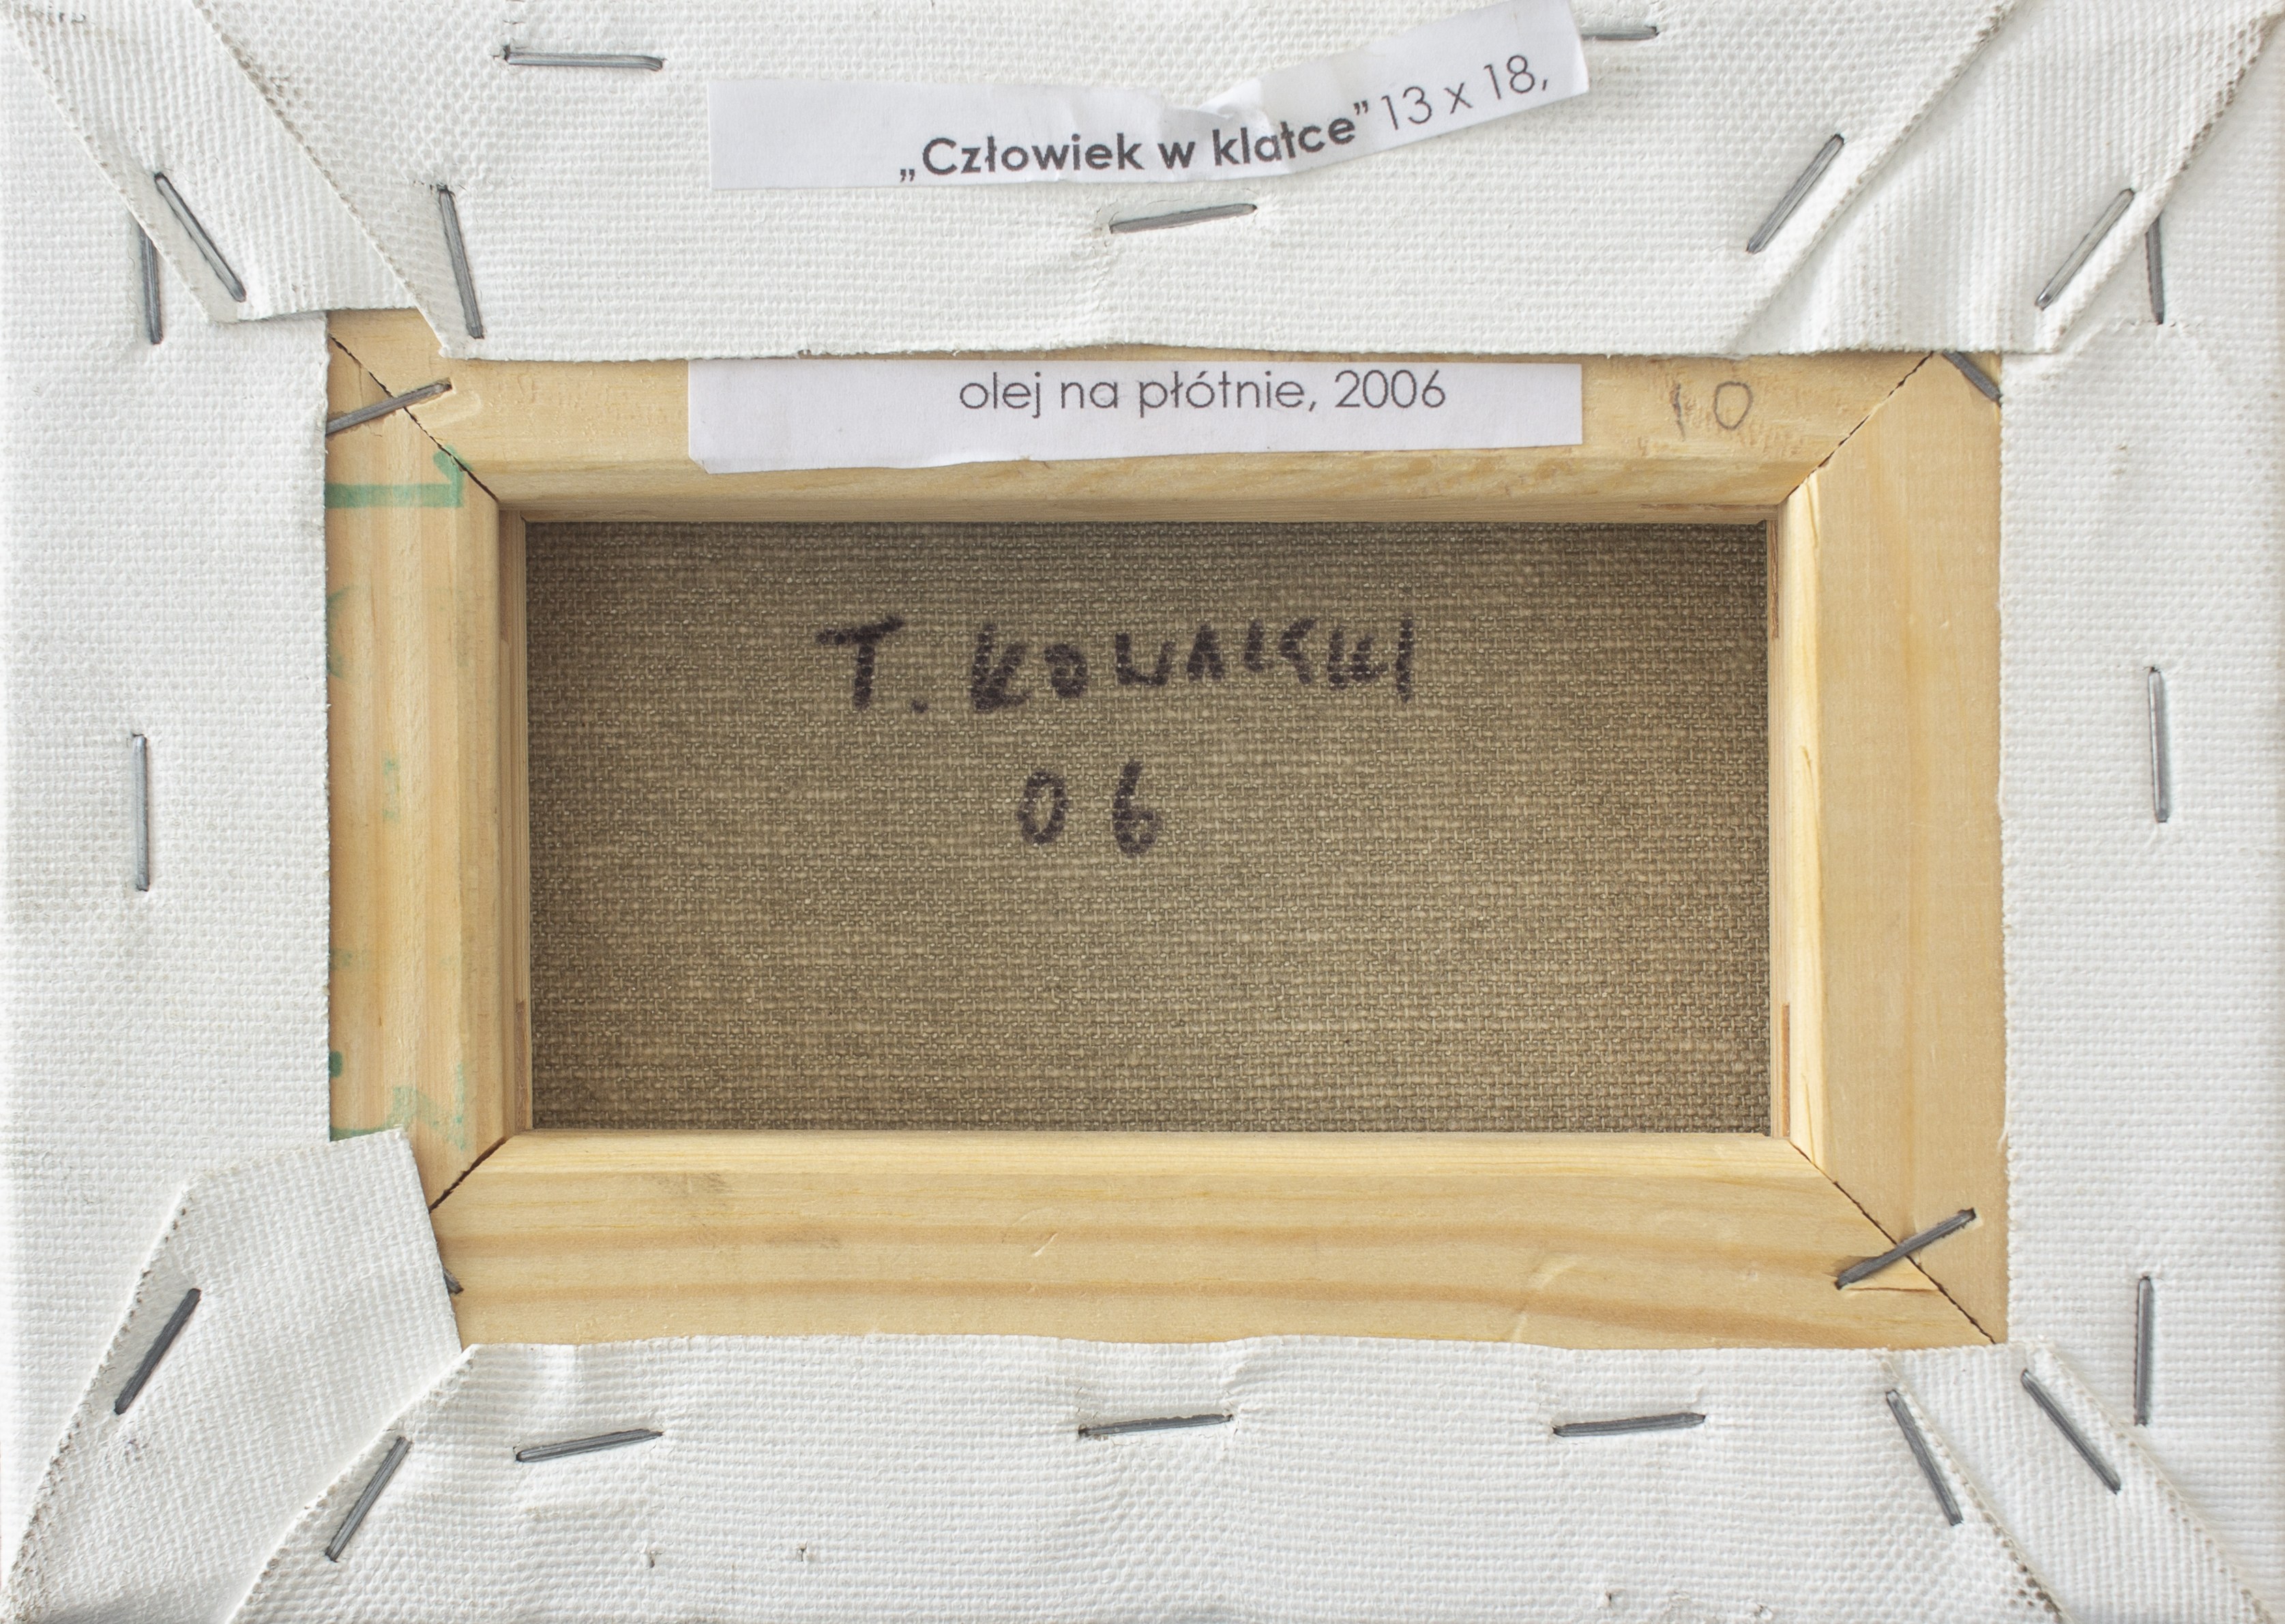 „Człowiek w klatce” 13 x 18,
olej na płótnie, 2006
10
T. KOWALSKI
06